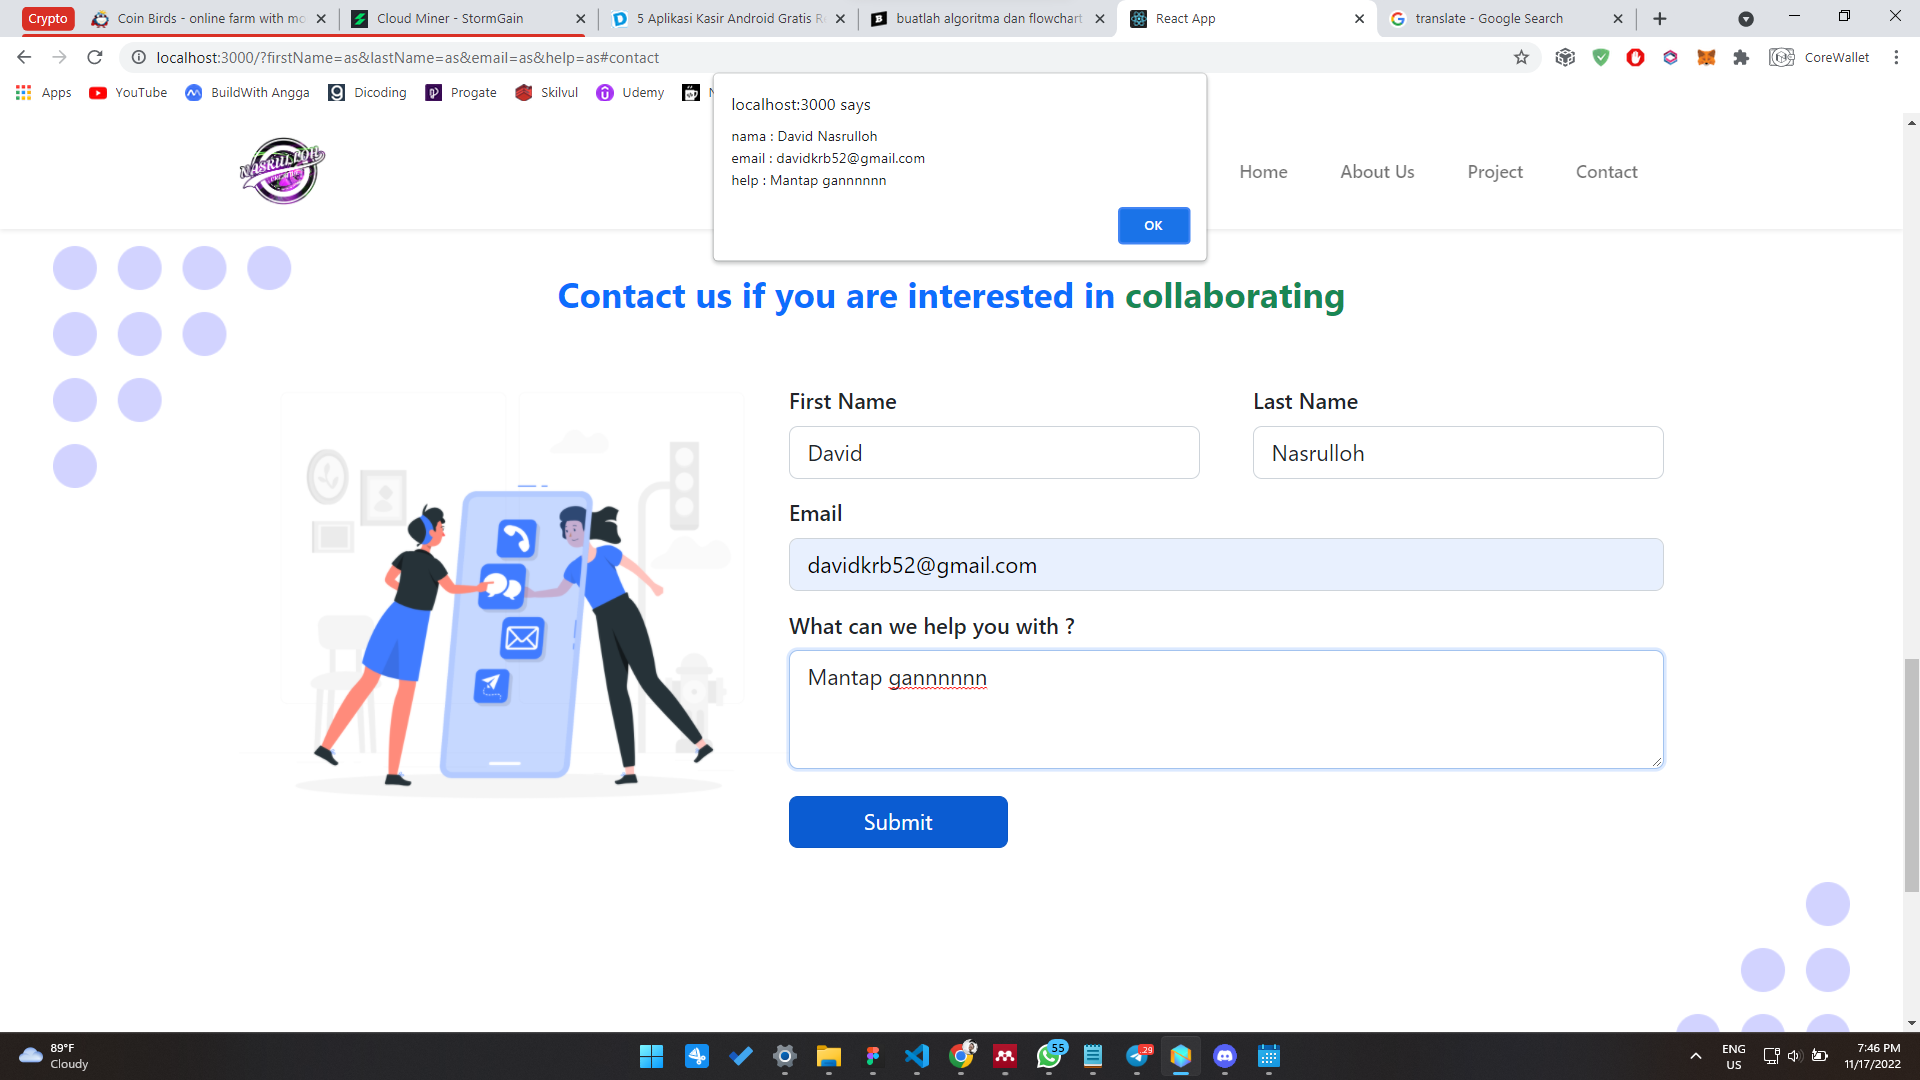 Crypto
Coin Birds - online farm with mo
Cloud Miner - StormGain
5 Aplikasi Kasir Android Gratis R
buatlah algoritma dan flowchart
React App
translate - Google Search
localhost:3000/?firstName=as&lastName=as&email=as&help=as#contact
CoreWallet
Apps
YouTube
BuildWith Angga
Dicoding
Progate
Skilvul
Udemy
localhost:3000 says
nama : David Nasrulloh
email : davidkrb52@gmail.com
help : Mantap gannnnnn
OK
NASRULLOH
Home
About Us
Project
Contact
Contact us if you are interested in collaborating
First Name
Last Name
David
Nasrulloh
Email
davidkrb52@gmail.com
What can we help you with ?
Mantap gannnnnn
Submit
89°F
Cloudy
55
29
ENG
US
7:46 PM
11/17/2022